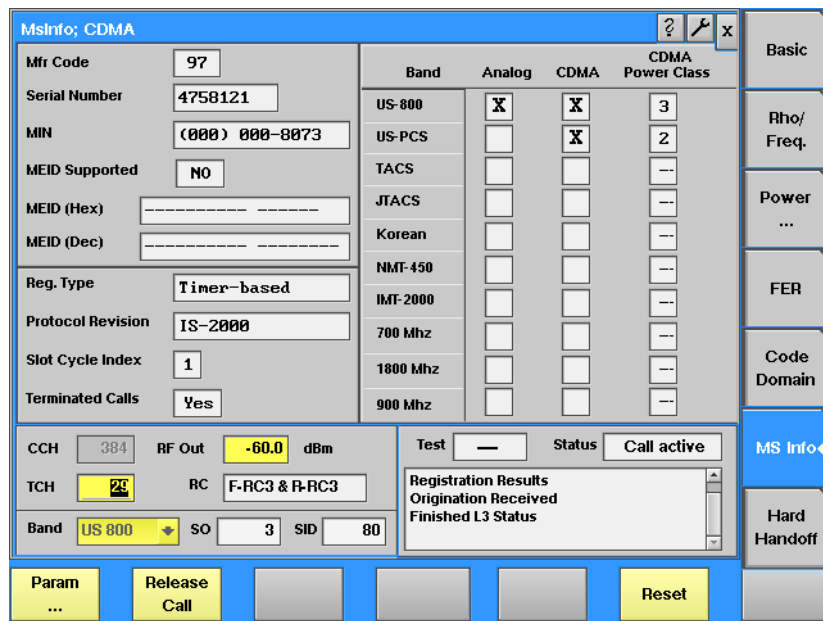 MsInfo; CDMA
? x
Mfr Code 97
Serial Number 4758121
MIN (000) 000-8073
MEID Supported NO
MEID (Hex) ---------- ------
MEID (Dec) ---------- --------
Reg. Type Timer-based
Protocol Revision IS-2000
Slot Cycle Index 1
Terminated Calls Yes
Band Analog CDMA CDMA
Power Class
US-800 X X 3
US-PCS X 2
TACS ---
JTACS ---
Korean ---
NMT-450 ---
IMT-2000 ---
700 Mhz ---
1800 Mhz ---
900 Mhz ---
CCH 384 RF Out -60.0 dBm
TCH 29 RC F-RC3 & R-RC3
Band US 800 SO 3 SID 80
Test — Status Call active
Registration Results
Origination Received
Finished L3 Status
Basic
Rho/
Freq.
Power
...
FER
Code
Domain
MS Info
Hard
Handoff
Param
...
Release
Call
Reset